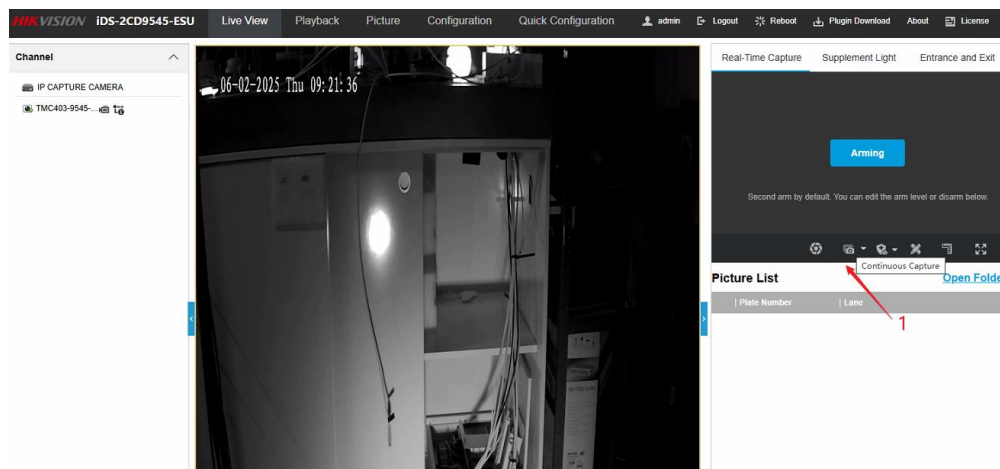 HIKVISION iDS-2CD9545-ESU Live View Playback Picture Configuration Quick Configuration admin Logout Reboot Plugin Download About License
Channel
IP CAPTURE CAMERA
TMC403-9545-...
06-02-2025 Thu 09:21:36
Real-Time Capture Supplement Light Entrance and Exit
Arming
Second arm by default. You can edit the arm level or disarm below.
Continuous Capture
Picture List Open Folde
Plate Number Lane
1